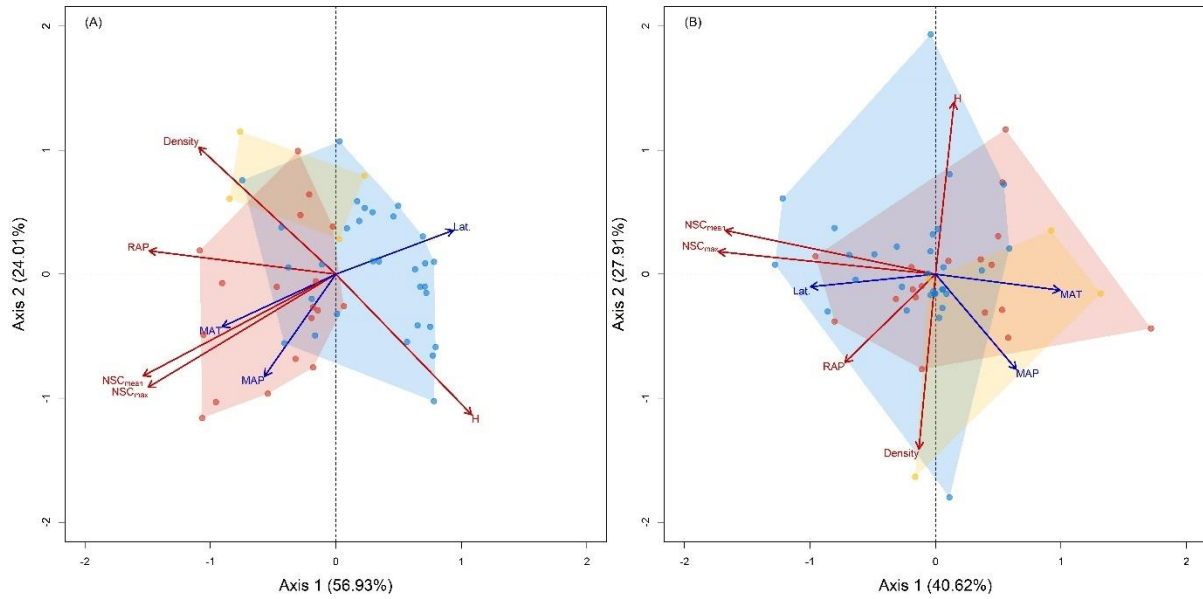 (A)
Density
RAP
Lat.
MAT
NSCmean
NSCmax
MAP
H
2
1
0
-1
-2
Axis 2 (24.01%)
-2
-1
0
1
2
Axis 1 (56.93%)
(B)
H
NSCmean
NSCmax
Lat.
MAT
RAP
MAP
Density
2
1
0
-1
-2
Axis 2 (27.91%)
-2
-1
0
1
2
Axis 1 (40.62%)